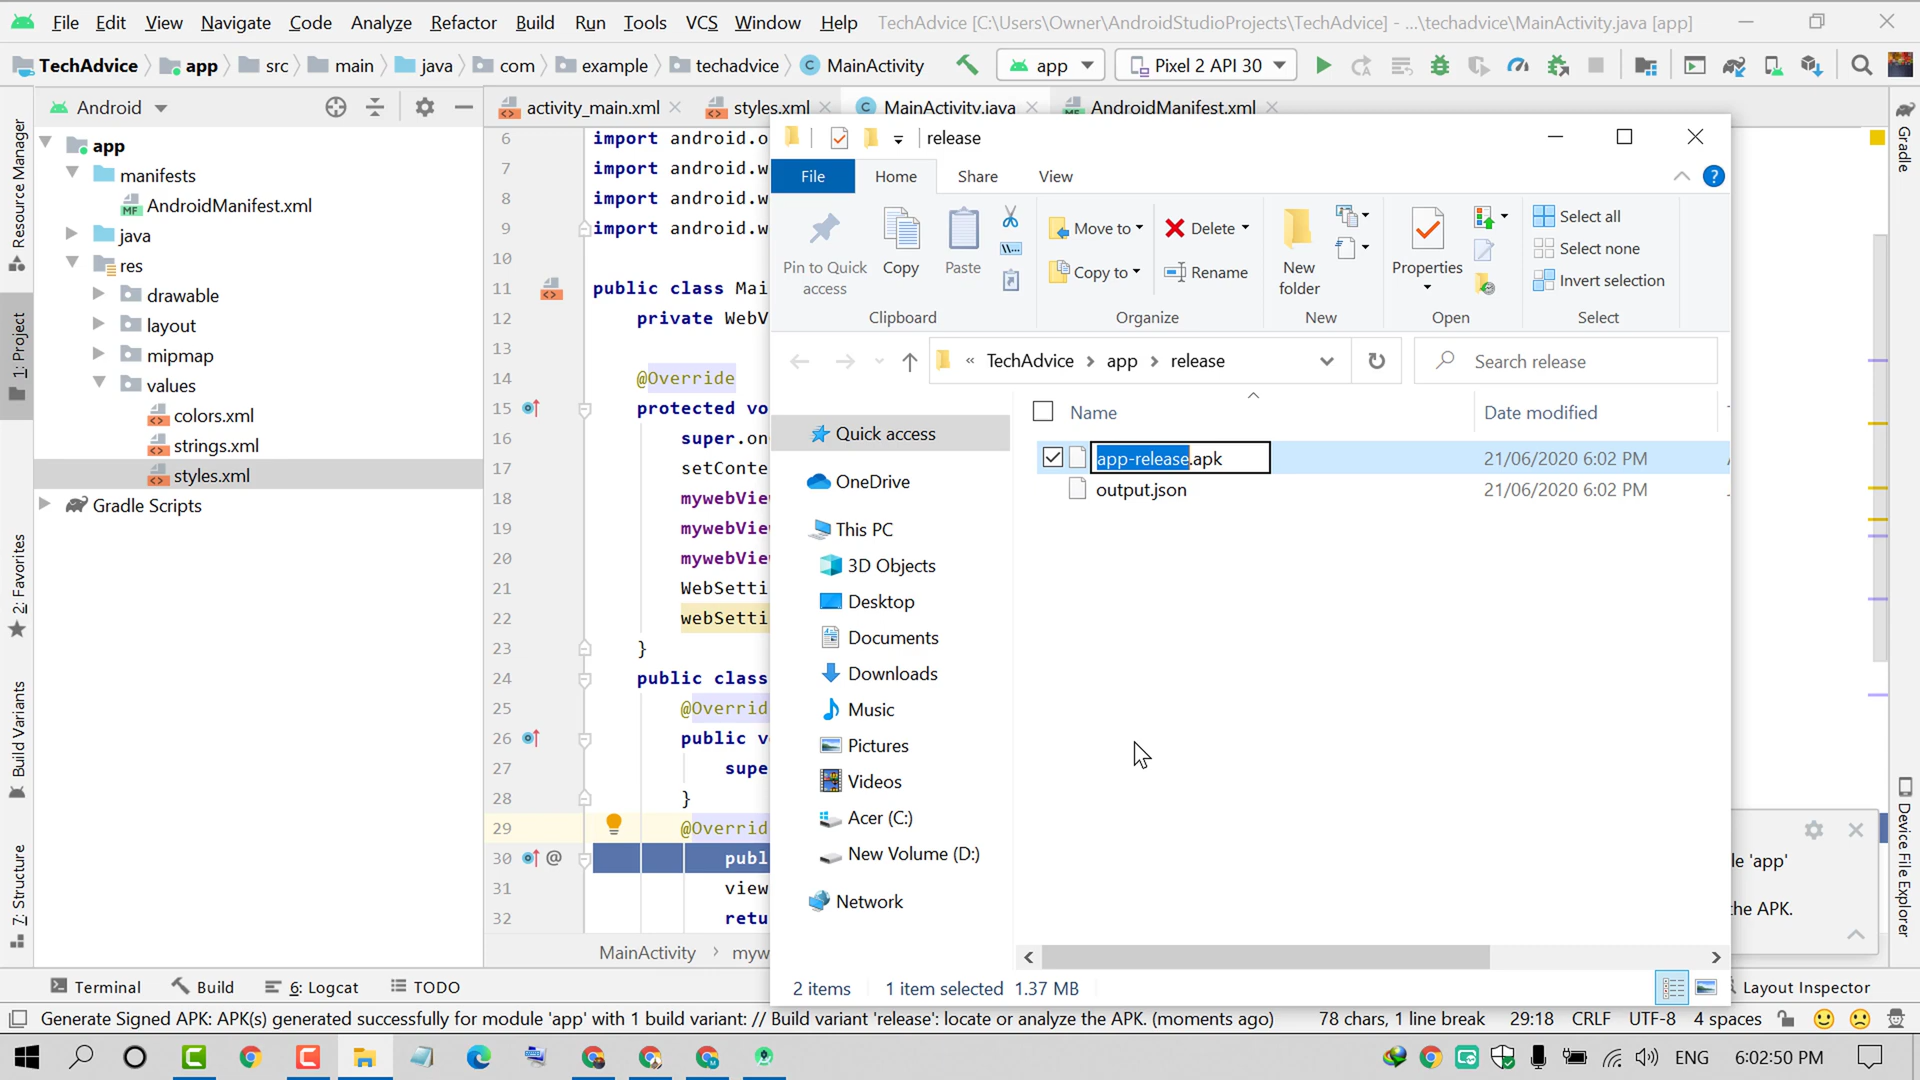 File Edit View Navigate Code Analyze Refactor Build Run Tools VCS Window Help TechAdvice [C:\Users\Owner\AndroidStudioProjects\TechAdvice] - ...\techadvice\MainActivity.java [app]
TechAdvice app src main java com example techadvice C MainActivity app Pixel 2 API 30
Android
activity_main.xml styles.xml C MainActivity.java AndroidManifest.xml
Resource Manager
1: Project
2: Favorites
Build Variants
7: Structure
app
manifests
AndroidManifest.xml
java
res
drawable
layout
mipmap
values
colors.xml
strings.xml
styles.xml
Gradle Scripts
6 import android.o
7 import android.w
8 import android.w
9 import android.w
10
11 public class Mai
12 private WebV
13
14 @Override
15 protected vo
16 super.on
17 setConte
18 mywebVie
19 mywebVie
20 mywebVie
21 WebSetti
22 webSetti
23 }
24 public class
25 @Overrid
26 public v
27 supe
28 }
29 @Overrid
30 @ publ
31 view
32 retu
MainActivity myw
release
File Home Share View
Pin to Quick access
Copy
Paste
Clipboard
Move to
Copy to
Delete
Rename
Organize
New folder
New
Properties
Open
Select all
Select none
Invert selection
Select
« TechAdvice app release
Search release
Quick access
OneDrive
This PC
3D Objects
Desktop
Documents
Downloads
Music
Pictures
Videos
Acer (C:)
New Volume (D:)
Network
Name Date modified
app-release.apk 21/06/2020 6:02 PM
output.json 21/06/2020 6:02 PM
2 items 1 item selected 1.37 MB
Gradle
Device File Explorer
le 'app'
the APK.
Terminal Build 6: Logcat TODO Layout Inspector
Generate Signed APK: APK(s) generated successfully for module 'app' with 1 build variant: // Build variant 'release': locate or analyze the APK. (moments ago) 78 chars, 1 line break 29:18 CRLF UTF-8 4 spaces
ENG 6:02:50 PM